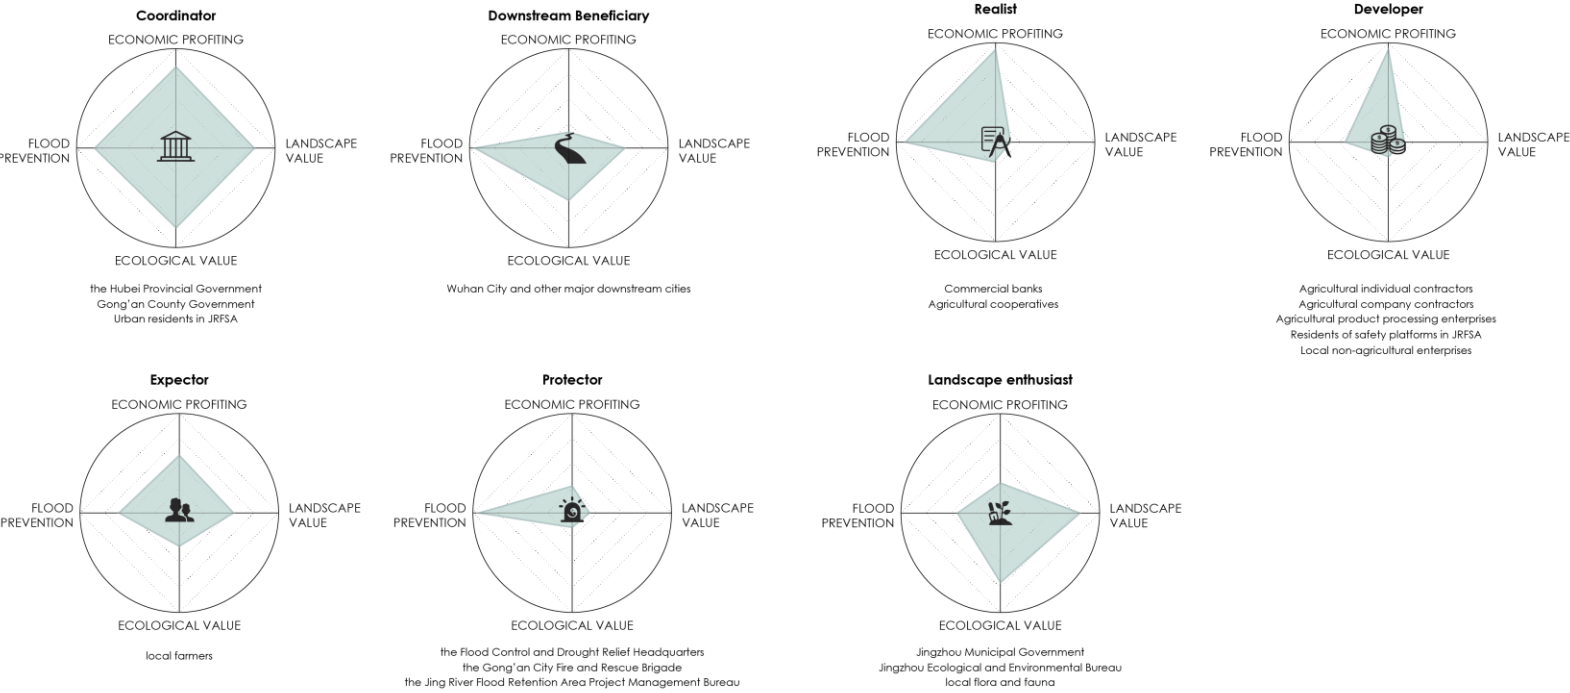 Coordinator
ECONOMIC PROFITING
FLOOD
PREVENTION
LANDSCAPE
VALUE
ECOLOGICAL VALUE
the Hubei Provincial Government
Gong'an County Government
Urban residents in JRFSA
Downstream Beneficiary
ECONOMIC PROFITING
FLOOD
PREVENTION
LANDSCAPE
VALUE
ECOLOGICAL VALUE
Wuhan City and other major downstream cities
Realist
ECONOMIC PROFITING
FLOOD
PREVENTION
LANDSCAPE
VALUE
ECOLOGICAL VALUE
Commercial banks
Agricultural cooperatives
Developer
ECONOMIC PROFITING
FLOOD
PREVENTION
LANDSCAPE
VALUE
ECOLOGICAL VALUE
Agricultural individual contractors
Agricultural company contractors
Agricultural product processing enterprises
Residents of safety platforms in JRFSA
Local non-agricultural enterprises
Expector
ECONOMIC PROFITING
FLOOD
PREVENTION
LANDSCAPE
VALUE
ECOLOGICAL VALUE
local farmers
Protector
ECONOMIC PROFITING
FLOOD
PREVENTION
LANDSCAPE
VALUE
ECOLOGICAL VALUE
the Flood Control and Drought Relief Headquarters
the Gong'an City Fire and Rescue Brigade
the Jing River Flood Retention Area Project Management Bureau
Landscape enthusiast
ECONOMIC PROFITING
FLOOD
PREVENTION
LANDSCAPE
VALUE
ECOLOGICAL VALUE
Jingzhou Municipal Government
Jingzhou Ecological and Environmental Bureau
local flora and fauna